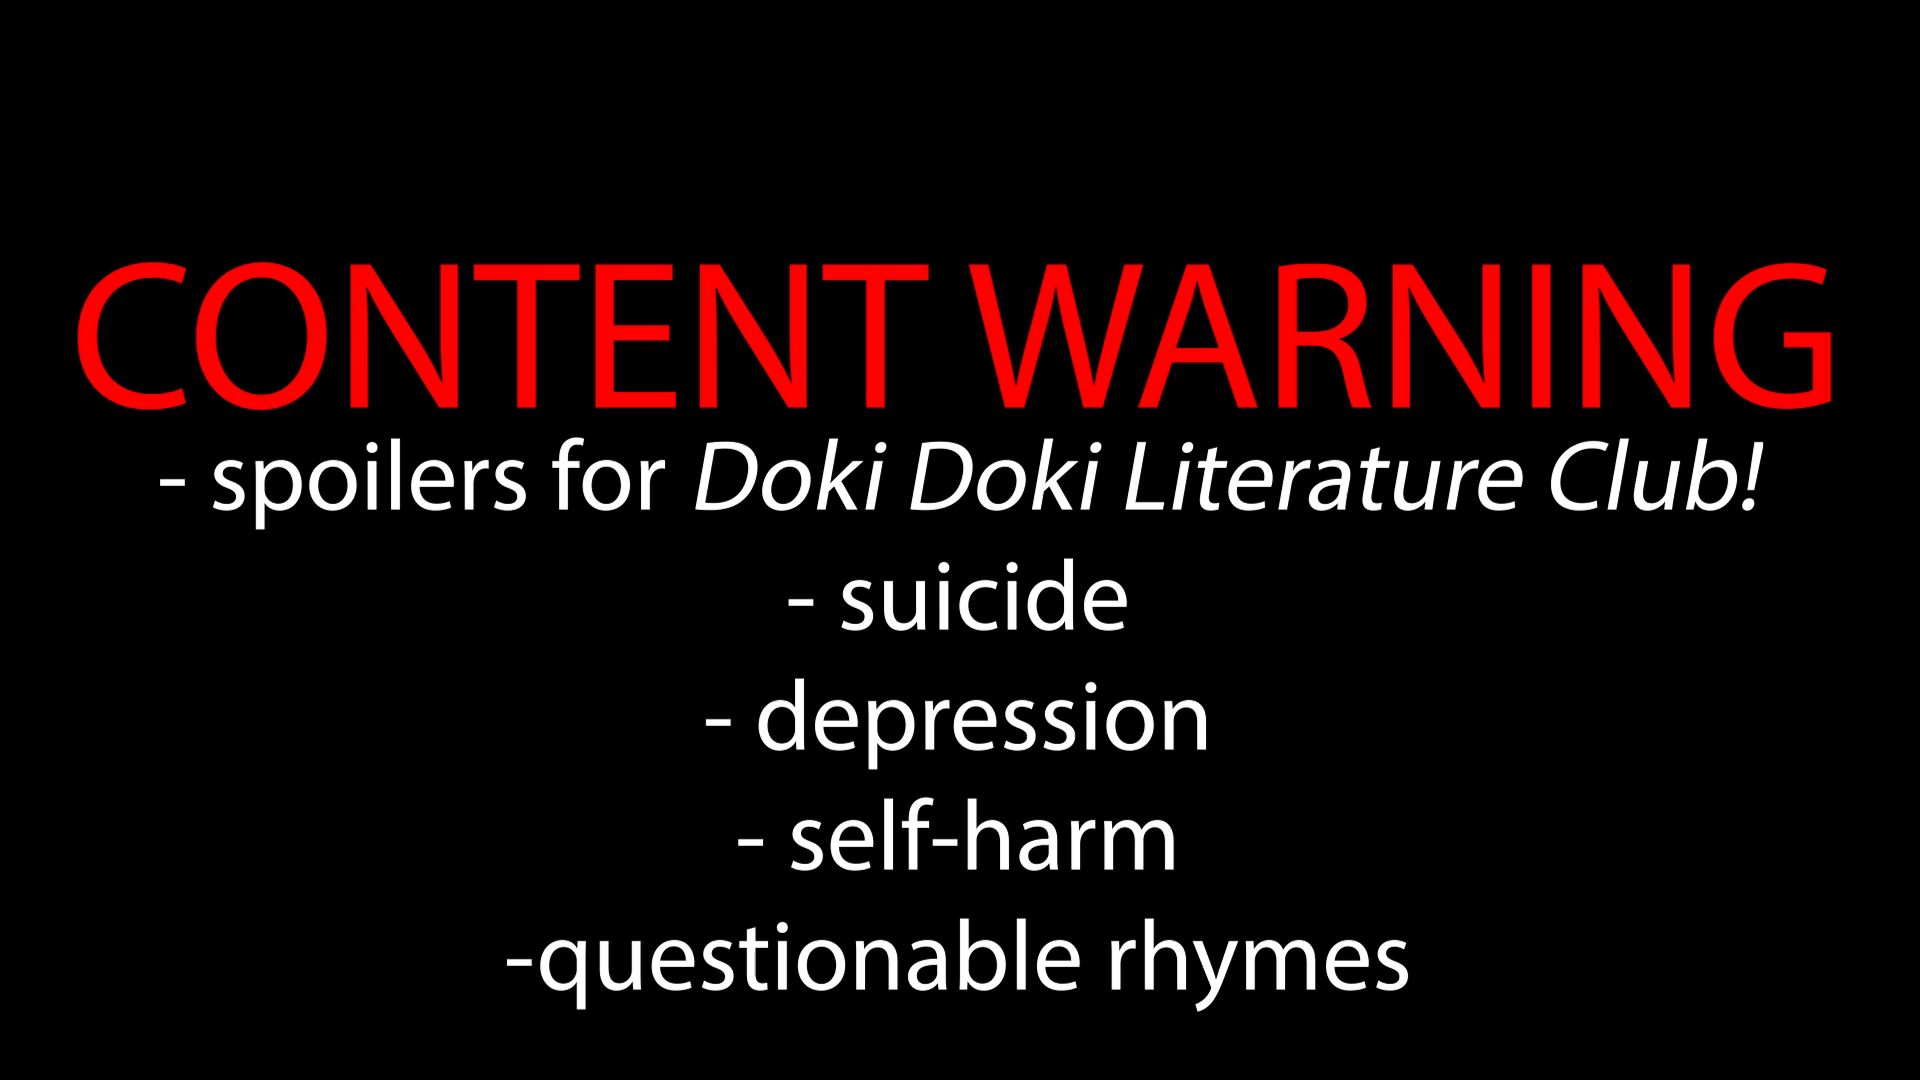 CONTENT WARNING
- spoilers for Doki Doki Literature Club!
- suicide
- depression
- self-harm
-questionable rhymes